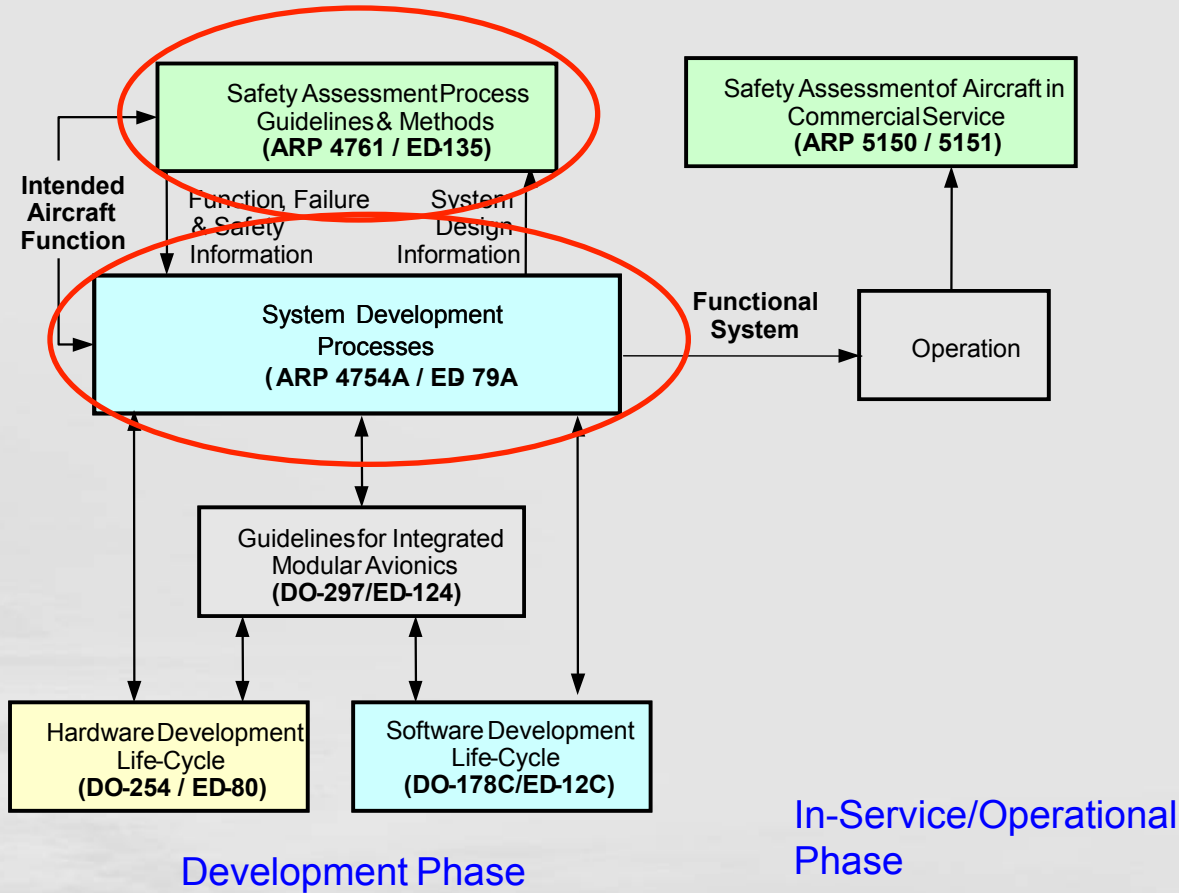 Safety Assessment Process
Guidelines & Methods
(ARP 4761 / ED-135)
Safety Assessment of Aircraft in
Commercial Service
(ARP 5150 / 5151)
Intended
Aircraft
Function
Function, Failure
& Safety
Information
System
Design
Information
System Development
Processes
(ARP 4754A / ED 79A
Functional
System
Operation
Guidelines for Integrated
Modular Avionics
(DO-297/ED-124)
Hardware Development
Life-Cycle
(DO-254 / ED-80)
Software Development
Life-Cycle
(DO-178C/ED-12C)
In-Service/Operational
Phase
Development Phase